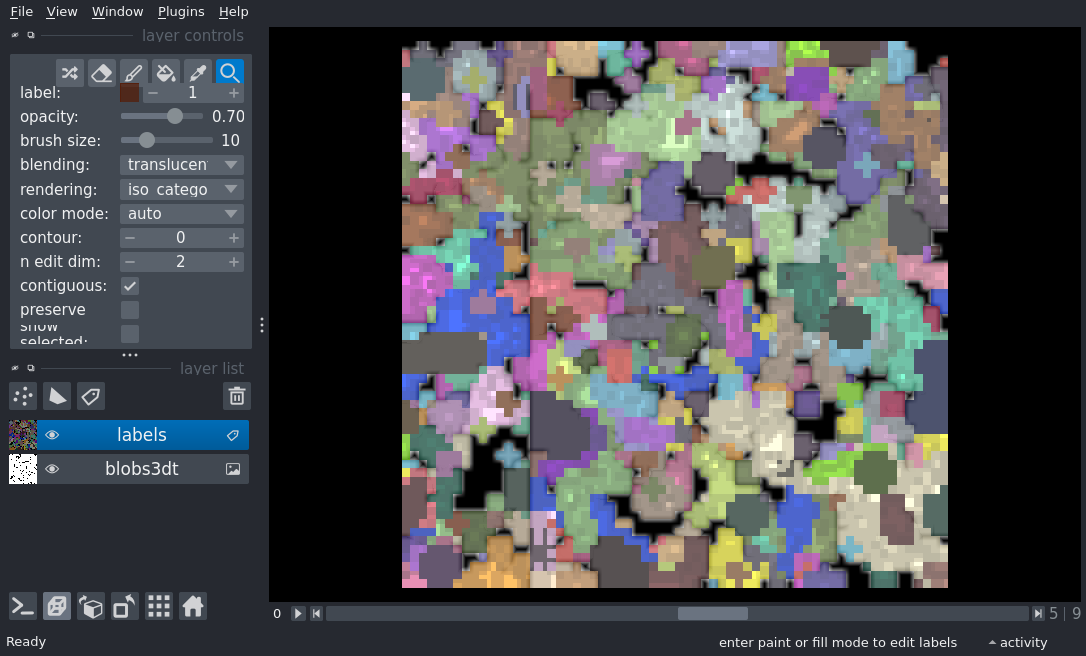 File View Window Plugins Help
layer controls
label: 1
opacity: 0.70
brush size: 10
blending: translucen
rendering: iso_catego
color mode: auto
contour: 0
n edit dim: 2
contiguous:
preserve
show
selected:
layer list
labels
blobs3dt
0 5 | 9
Ready enter paint or fill mode to edit labels activity